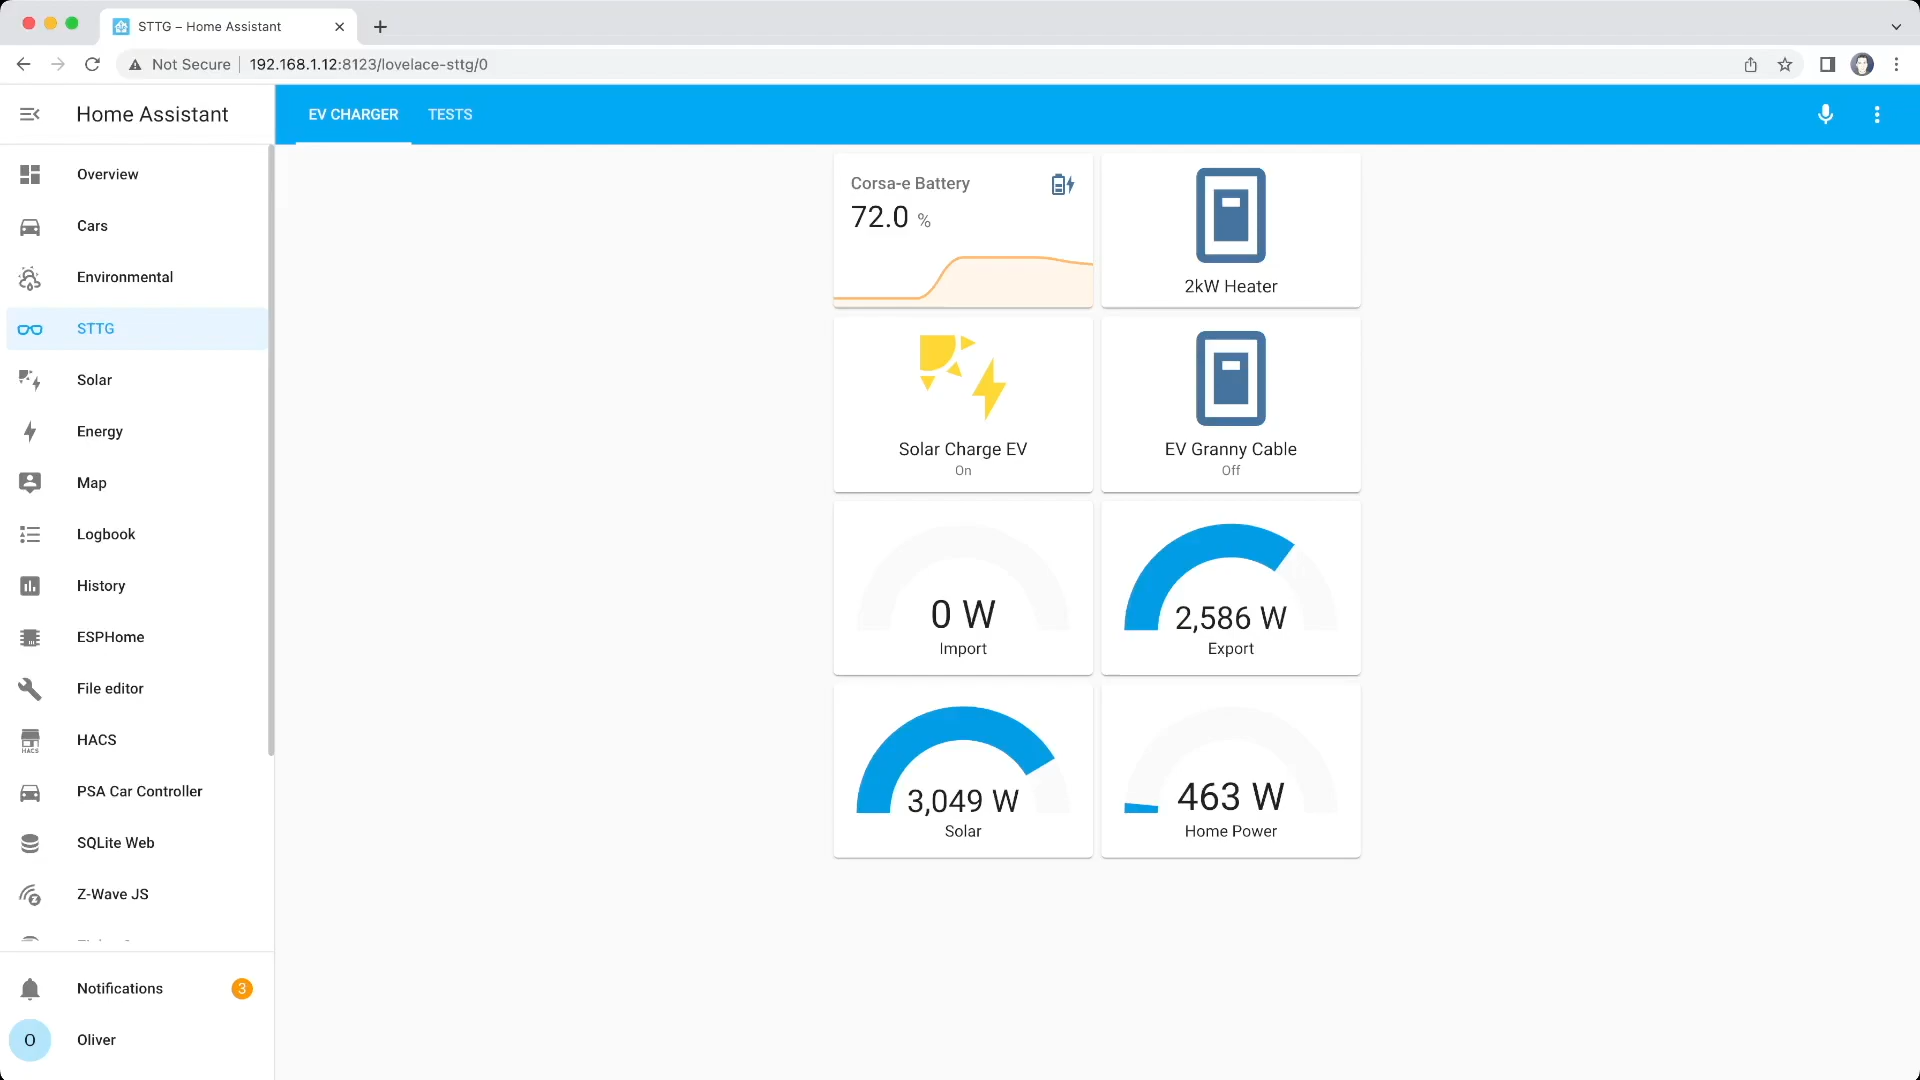 STTG – Home Assistant
Not Secure
192.168.1.12:8123/lovelace-sttg/0
Home Assistant
EV CHARGER
TESTS
Overview
Cars
Environmental
STTG
Solar
Energy
Map
Logbook
History
ESPHome
File editor
HACS
HACS
PSA Car Controller
SQLite Web
Z-Wave JS
Notifications
3
O
Oliver
Corsa-e Battery
72.0 %
2kW Heater
Solar Charge EV
On
EV Granny Cable
Off
0 W
Import
2,586 W
Export
3,049 W
Solar
463 W
Home Power